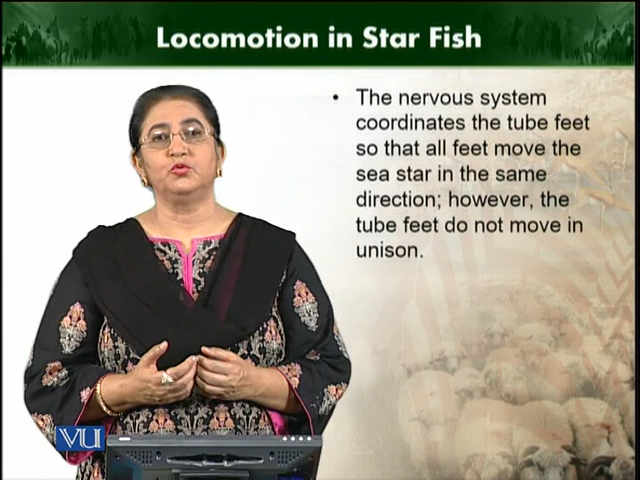 Locomotion in Star Fish
• The nervous system
coordinates the tube feet
so that all feet move the
sea star in the same
direction; however, the
tube feet do not move in
unison.
VU